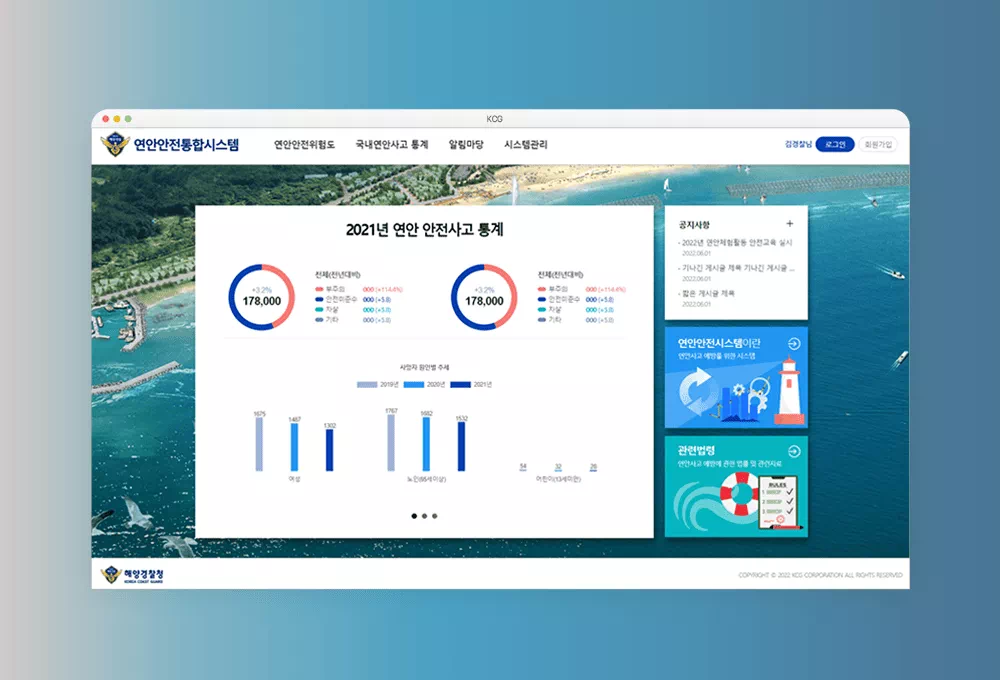 KCG
연안안전통합시스템
연안안전위험도 국내연안사고 통계 알림마당 시스템관리
김경찰님 로그인 회원가입
2021년 연안 안전사고 통계
전체(전년대비)
+3.2%
178,000
부주의 000 (+114.4%)
안전미준수 000 (+5.8)
자살 000 (+5.8)
기타 000 (+5.8)
전체(전년대비)
+3.2%
178,000
부주의 000 (+114.4%)
안전미준수 000 (+5.8)
자살 000 (+5.8)
기타 000 (+5.8)
사망자 원인별 추세
2019년 2020년 2021년
1675 1487 1302
1767 1682 1532
54 32 26
여성 노인(65세이상) 어린이(13세미만)
공지사항 +
- 2022년 연안체험활동 안전교육 실시
2022.08.01
- 기나긴 게시글 제목 기나긴 게시글 ...
2022.08.01
- 짧은 게시글 제목
2022.08.01
연안안전시스템이란
연안사고 예방을 위한 시스템
관련법령
연안사고 예방에 관한 법률 및 관련자료
RULES
1 STEP
2 STEP
3 STEP
해양경찰청
KOREA COAST GUARD
COPYRIGHT © 2022 KCG CORPORATION ALL RIGHTS RESERVED